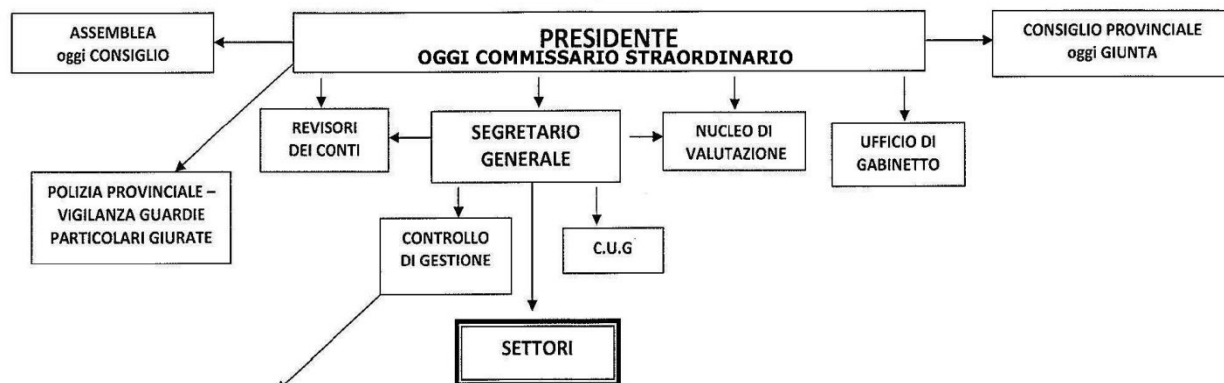 ASSEMBLEA
oggi CONSIGLIO
PRESIDENTE
OGGI COMMISSARIO STRAORDINARIO
CONSIGLIO PROVINCIALE
oggi GIUNTA
REVISORI
DEI CONTI
SEGRETARIO
GENERALE
NUCLEO DI
VALUTAZIONE
UFFICIO DI
GABINETTO
POLIZIA PROVINCIALE –
VIGILANZA GUARDIE
PARTICOLARI GIURATE
CONTROLLO
DI GESTIONE
C.U.G
SETTORI